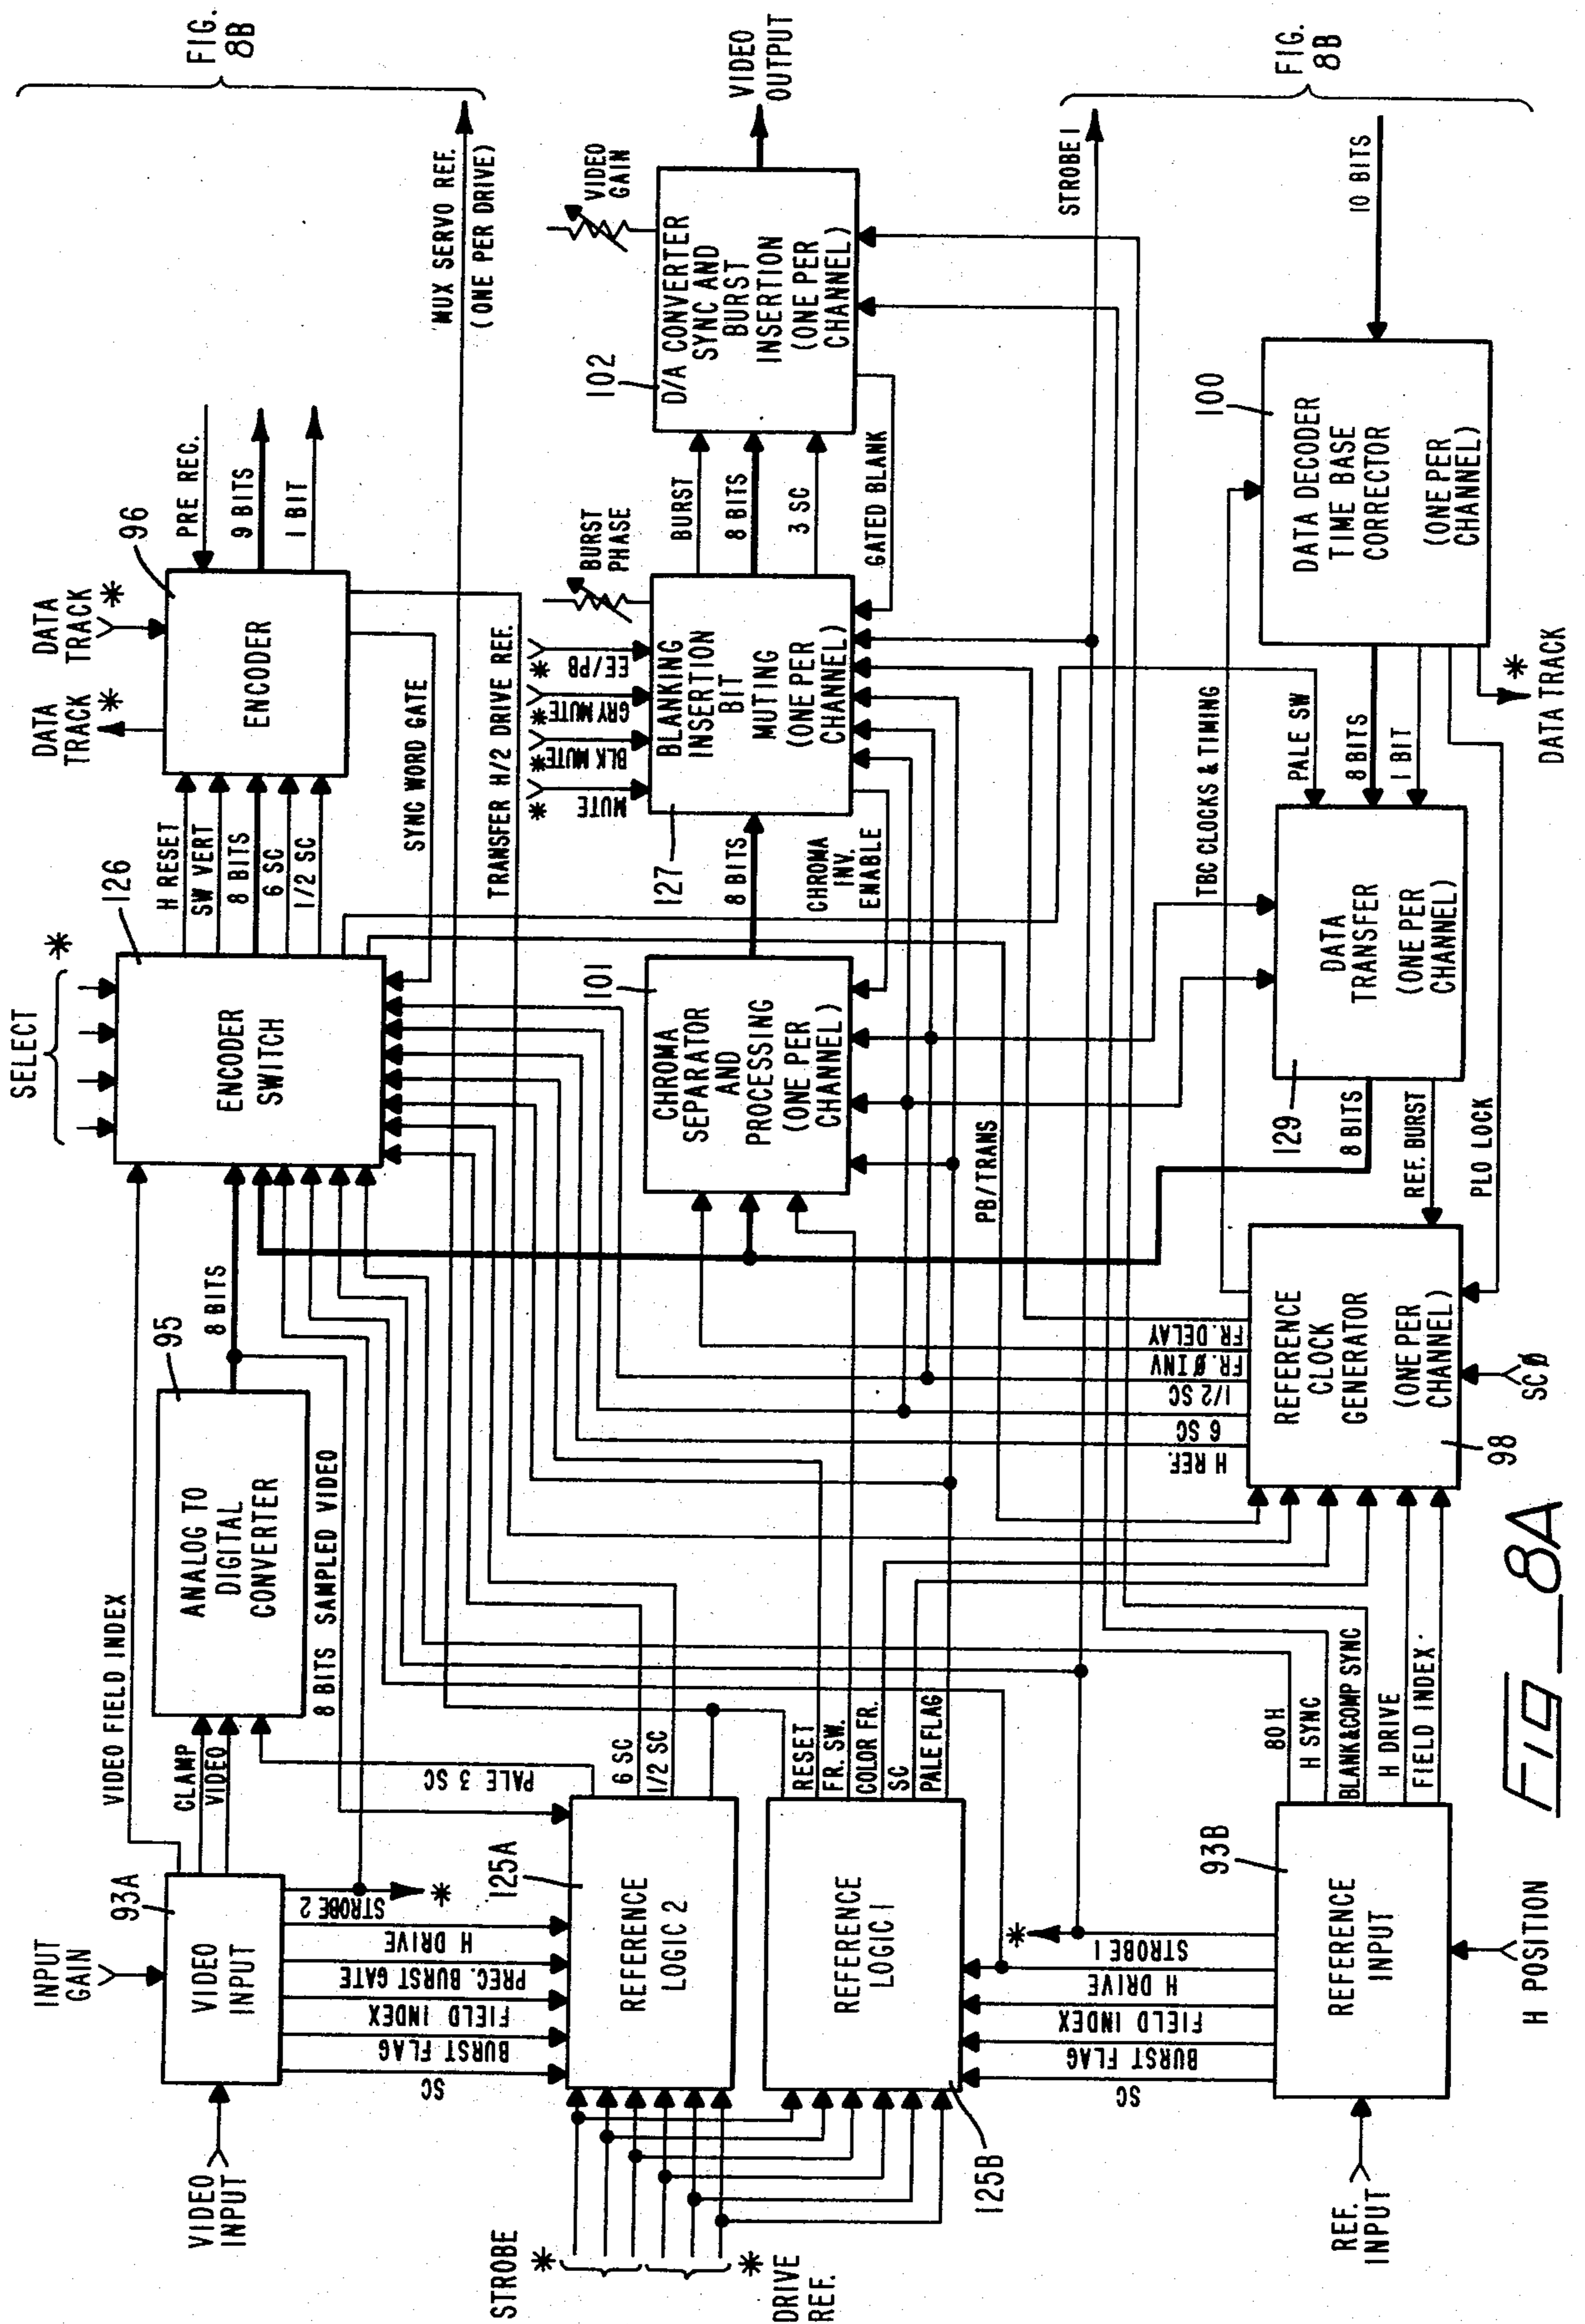 FIG.
8B
SELECT
*
DATA
TRACK *
DATA
TRACK *
96
PRE REC.
9 BITS
1 BIT
126
ENCODER
SWITCH
H RESET
SW VERT
8 BITS
6 SC
1/2 SC
ENCODER
SYNC WORD GATE
'MUX SERVO REF.
(ONE PER DRIVE)
TRANSFER H/2 DRIVE REF.
INPUT
GAIN
93A
VIDEO
INPUT
VIDEO
INPUT
VIDEO FIELD INDEX
CLAMP
VIDEO
ANALOG TO
DIGITAL
CONVERTER
95
8 BITS
8 BITS SAMPLED VIDEO
SC
BURST FLAG
FIELD INDEX
PREC. BURST GATE
H DRIVE
STROBE 2
*
PALE 3 SC
125A
REFERENCE
LOGIC 2
6 SC
1/2 SC
STROBE
*
*
DRIVE
REF.
REFERENCE
LOGIC 1
125B
RESET
FR. SW.
COLOR FR.
SC
PALE FLAG
101
CHROMA
SEPARATOR
AND
PROCESSING
(ONE PER
CHANNEL)
8 BITS
CHROMA
INV.
ENABLE
127
* MUTE
* BLK MUTE
* GRY MUTE
* EE/PB
BURST
PHASE
BLANKING
INSERTION
BIT
MUTING
(ONE PER
CHANNEL)
BURST
8 BITS
3 SC
GATED BLANK
102
VIDEO
GAIN
D/A CONVERTER
SYNC AND
BURST
INSERTION
(ONE PER
CHANNEL)
VIDEO
OUTPUT
STROBE 1
FIG.
8B
10 BITS
100
DATA DECODER
TIME BASE
CORRECTOR
(ONE PER
CHANNEL)
*
DATA TRACK
TBC CLOCKS & TIMING
PALE SW
8 BITS
1 BIT
DATA
TRANSFER
(ONE PER
CHANNEL)
129
8 BITS
REF. BURST
PLO LOCK
PB/TRANS
H REF.
6 SC
1/2 SC
FR. Ø INV
FR. DELAY
REFERENCE
CLOCK
GENERATOR
(ONE PER
CHANNEL)
98
SCØ
SC
BURST FLAG
FIELD INDEX
H DRIVE
STROBE 1
*
93B
REFERENCE
INPUT
REF.
INPUT
H POSITION
80 H
H SYNC
BLANK & COMP SYNC
H DRIVE
FIELD INDEX
Fig_8A